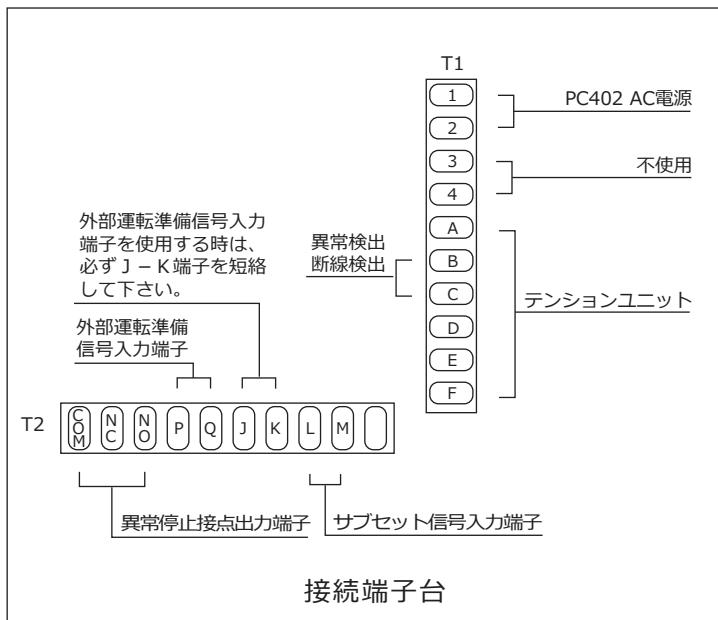 T1
1
PC402 AC電源
2
3
不使用
4
外部運転準備信号入力
端子を使用する時は、
必ずJ－K端子を短絡
して下さい。
A
異常検出
断線検出
B
C
テンションユニット
D
E
F
外部運転準備
信号入力端子
T2
COM NC NO P Q J K L M
異常停止接点出力端子
サブセット信号入力端子
接続端子台